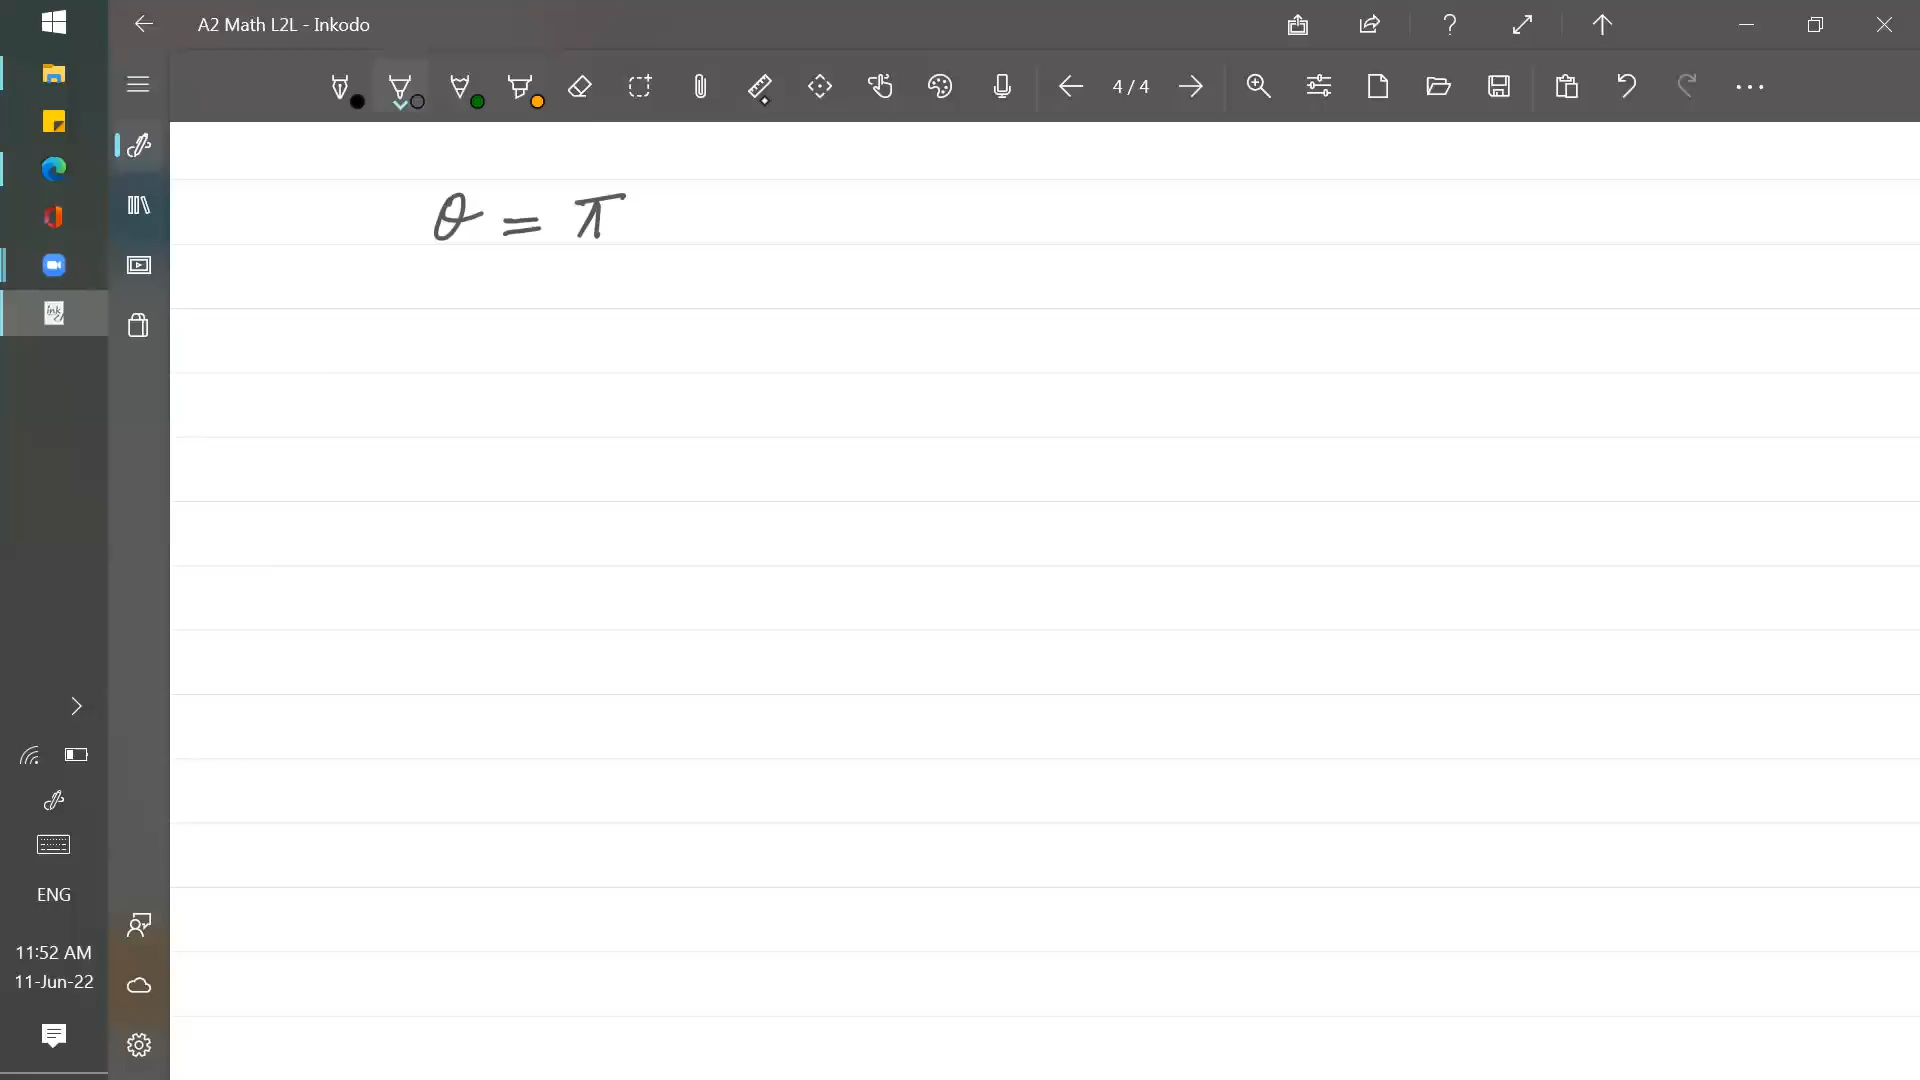 A2 Math L2L - Inkodo
4 / 4
θ = π
ENG
11:52 AM
11-Jun-22